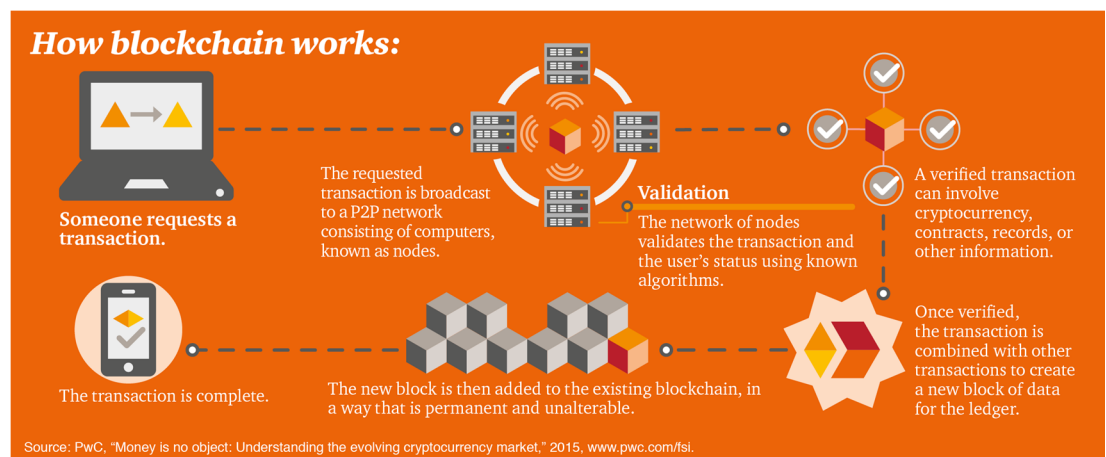 How blockchain works:
Someone requests a
transaction.
The requested
transaction is broadcast
to a P2P network
consisting of computers,
known as nodes.
Validation
The network of nodes
validates the transaction and
the user’s status using known
algorithms.
A verified transaction
can involve
cryptocurrency,
contracts, records, or
other information.
Once verified,
the transaction is
combined with other
transactions to create
a new block of data
for the ledger.
The new block is then added to the existing blockchain, in
a way that is permanent and unalterable.
The transaction is complete.
Source: PwC, “Money is no object: Understanding the evolving cryptocurrency market,” 2015, www.pwc.com/fsi.